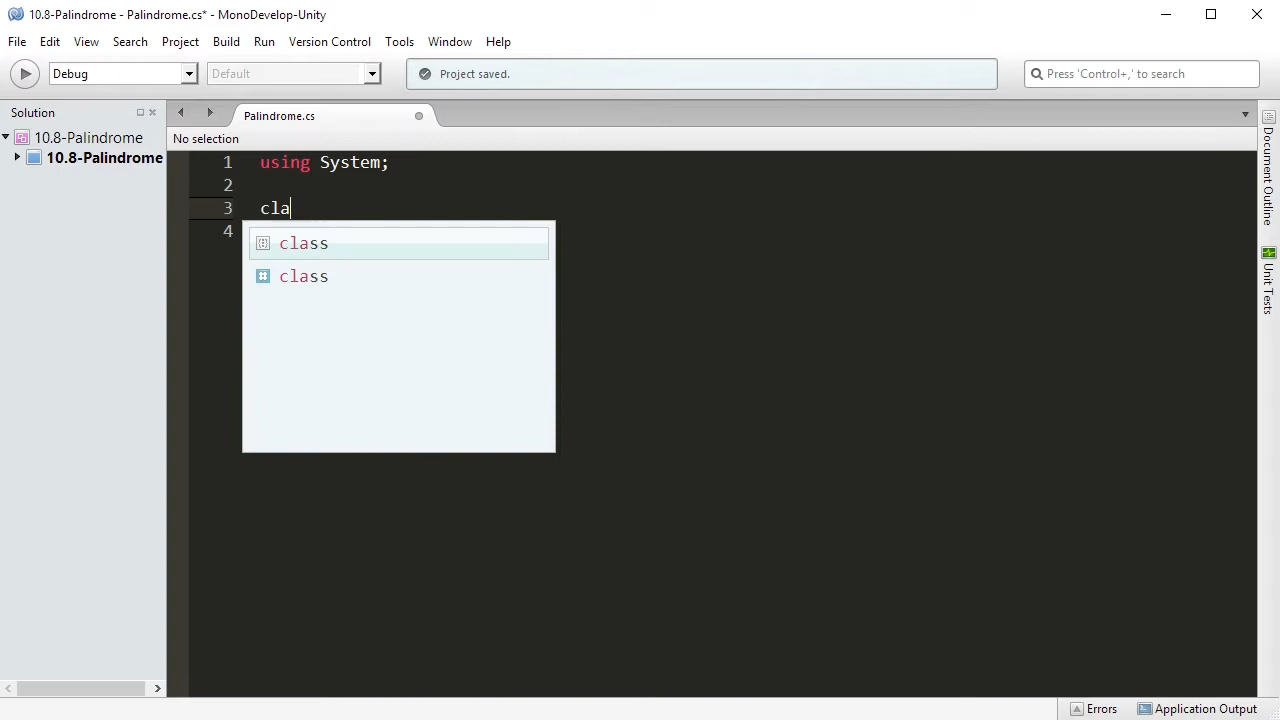 10.8-Palindrome - Palindrome.cs* - MonoDevelop-Unity
File Edit View Search Project Build Run Version Control Tools Window Help
Debug Default Project saved. Press 'Control+,' to search
Solution
10.8-Palindrome
10.8-Palindrome
Palindrome.cs
No selection
1 using System;
2
3 cla
4
class
class
Document Outline
Unit Tests
Errors Application Output